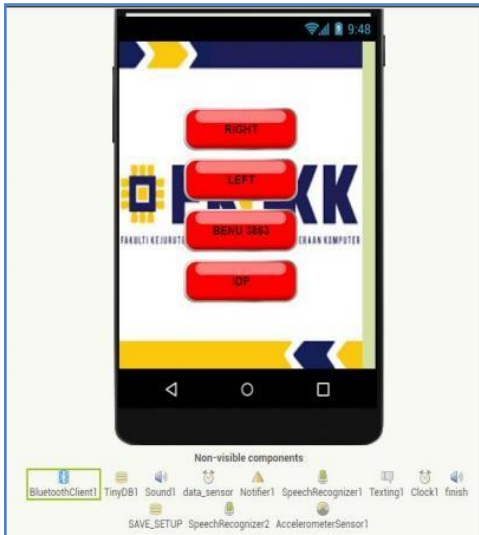 9:48
RIGHT
LEFT
KK
BENU 3863
FAKULTI KEJURUTE ERAAN KOMPUTER
IDP
Non-visible components
BluetoothClient1 TinyDB1 Sound1 data_sensor Notifier1 SpeechRecognizer1 Texting1 Clock1 finish
SAVE_SETUP SpeechRecognizer2 AccelerometerSensor1